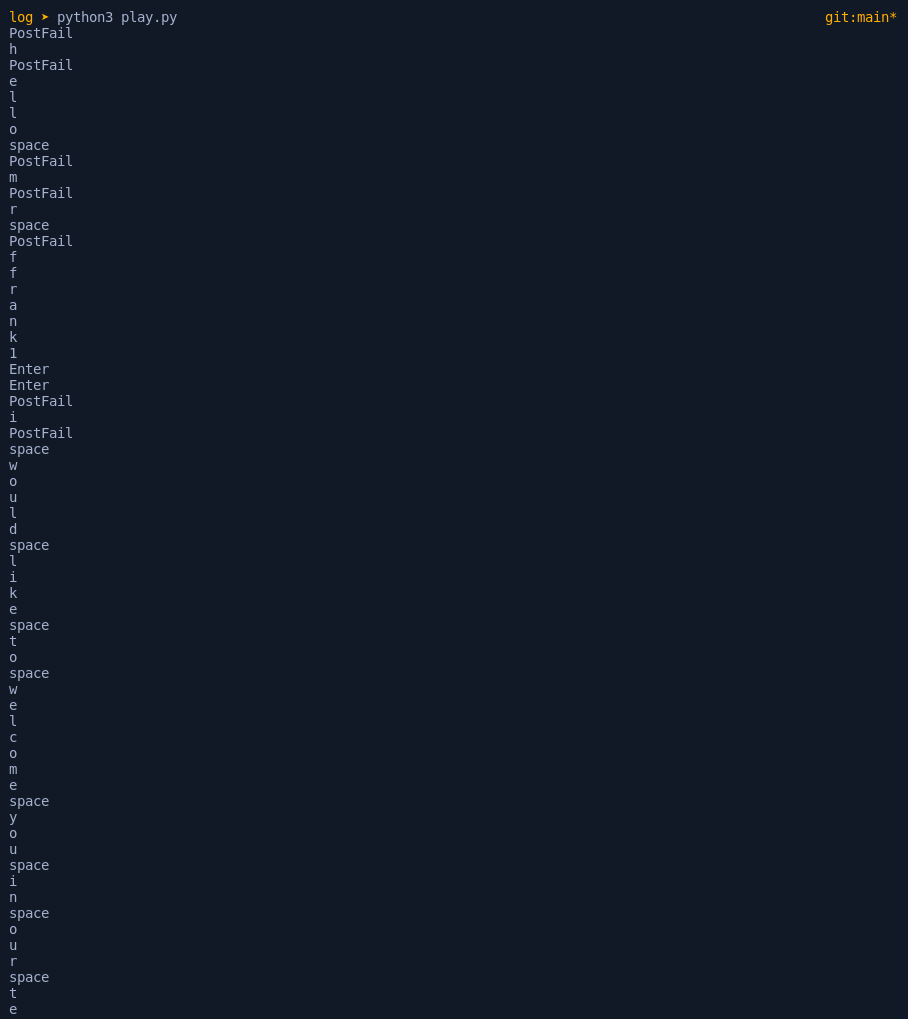 log ➤ python3 play.py git:main*
PostFail
h
PostFail
e
l
l
o
space
PostFail
m
PostFail
r
space
PostFail
f
f
r
a
n
k
1
Enter
Enter
PostFail
i
PostFail
space
w
o
u
l
d
space
l
i
k
e
space
t
o
space
w
e
l
c
o
m
e
space
y
o
u
space
i
n
space
o
u
r
space
t
e